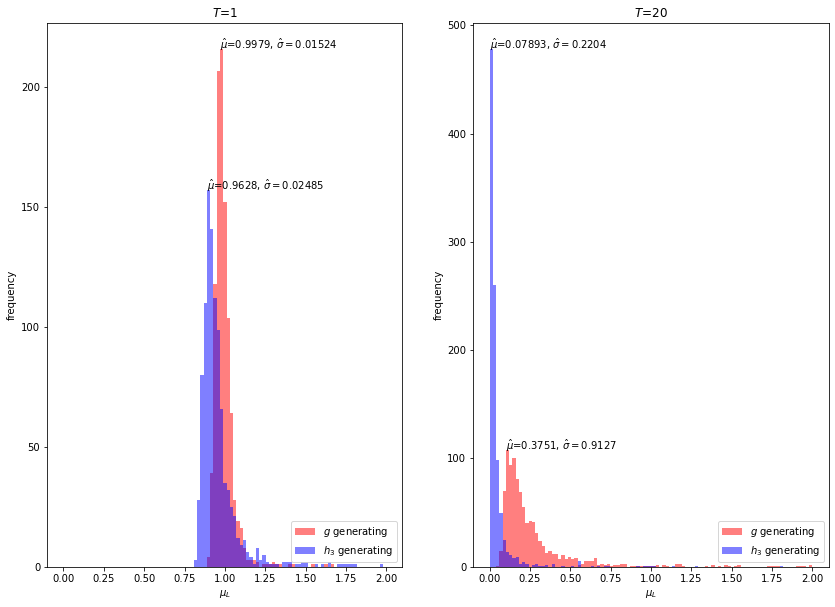 T=1
μ̂=0.9979, σ̂ = 0.01524
μ̂=0.9628, σ̂ = 0.02485
frequency
200
150
100
50
0
0.00 0.25 0.50 0.75 1.00 1.25 1.50 1.75 2.00
μ_L
g generating
h₃ generating
T=20
μ̂=0.07893, σ̂ = 0.2204
μ̂=0.3751, σ̂ = 0.9127
frequency
500
400
300
200
100
0
0.00 0.25 0.50 0.75 1.00 1.25 1.50 1.75 2.00
μ_L
g generating
h₃ generating